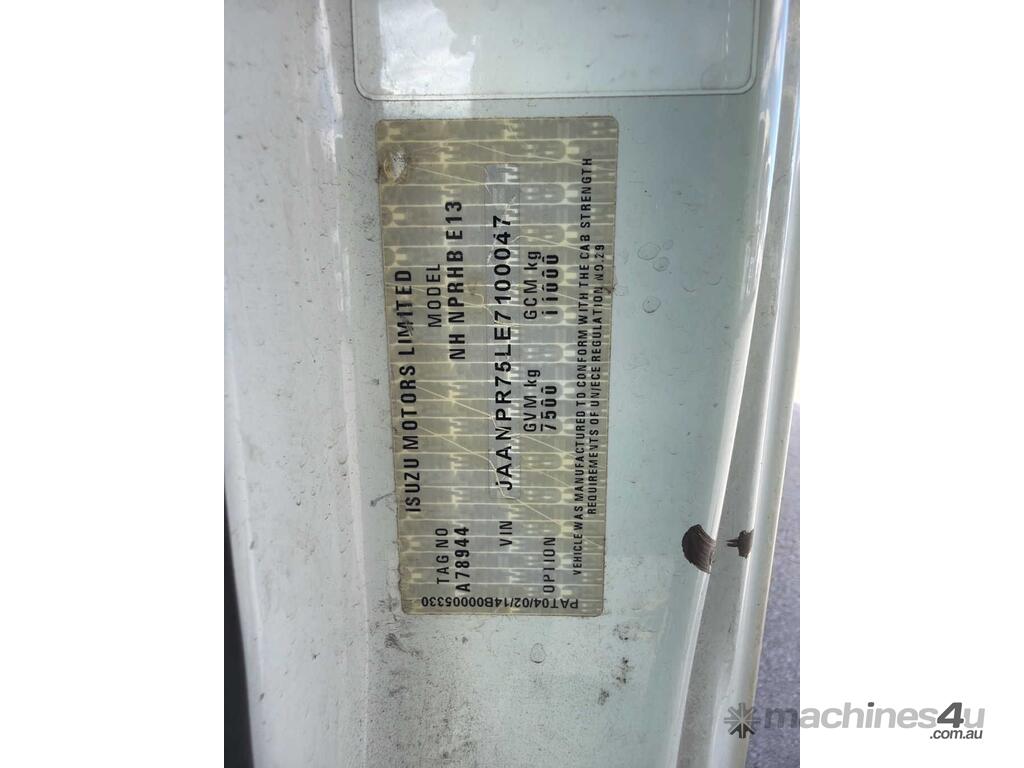 ISUZU MOTORS LIMITED
TAG NO MODEL
A78944 NH NPRHB E13
VIN JAANPR75LE7100047
GVM kg GCM kg
OPTION 7500 11000
VEHICLE WAS MANUFACTURED TO CONFORM WITH THE CAB STRENGTH
REQUIREMENTS OF UN/ECE REGULATION NO.29
PAT04/02/14B00005330
machines4u
.com.au